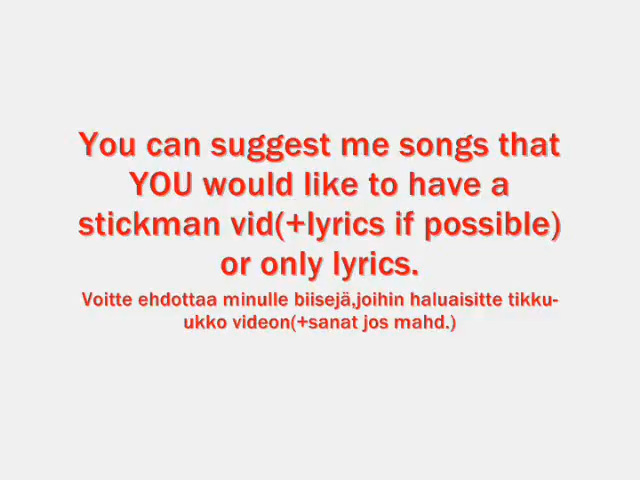 You can suggest me songs that
YOU would like to have a
stickman vid(+lyrics if possible)
or only lyrics.
Voitte ehdottaa minulle biisejä,joihin haluaisitte tikku-
ukko videon(+sanat jos mahd.)